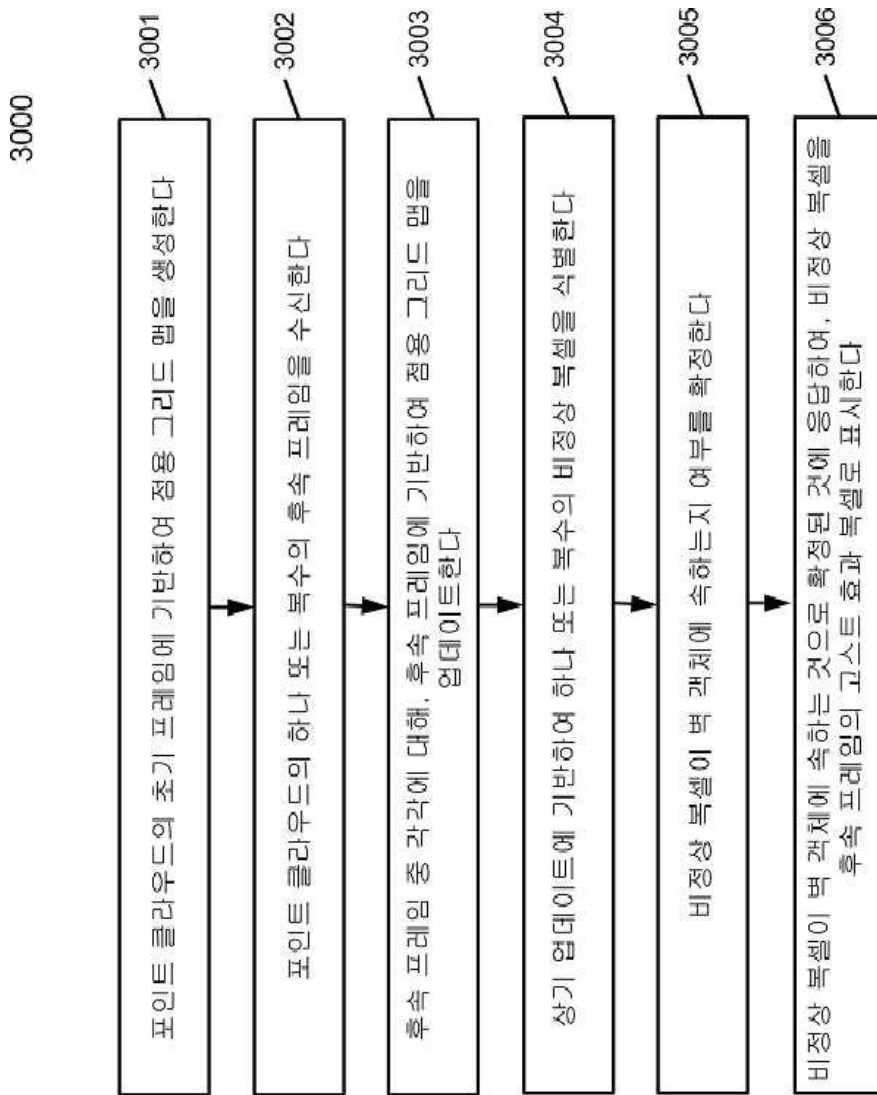 3000
포인트 클라우드의 초기 프레임에 기반하여 점용 그리드 맵을 생성한다
3001
포인트 클라우드의 하나 또는 복수의 후속 프레임을 수신한다
3002
후속 프레임 중 각각에 대해, 후속 프레임에 기반하여 점용 그리드 맵을
업데이트한다
3003
상기 업데이트에 기반하여 하나 또는 복수의 비정상 복셀을 식별한다
3004
비정상 복셀이 벽 객체에 속하는지 여부를 확정한다
3005
비정상 복셀이 벽 객체에 속하는 것으로 확정된 것에 응답하여, 비정상 복셀을
후속 프레임의 고스트 효과 복셀로 표시한다
3006